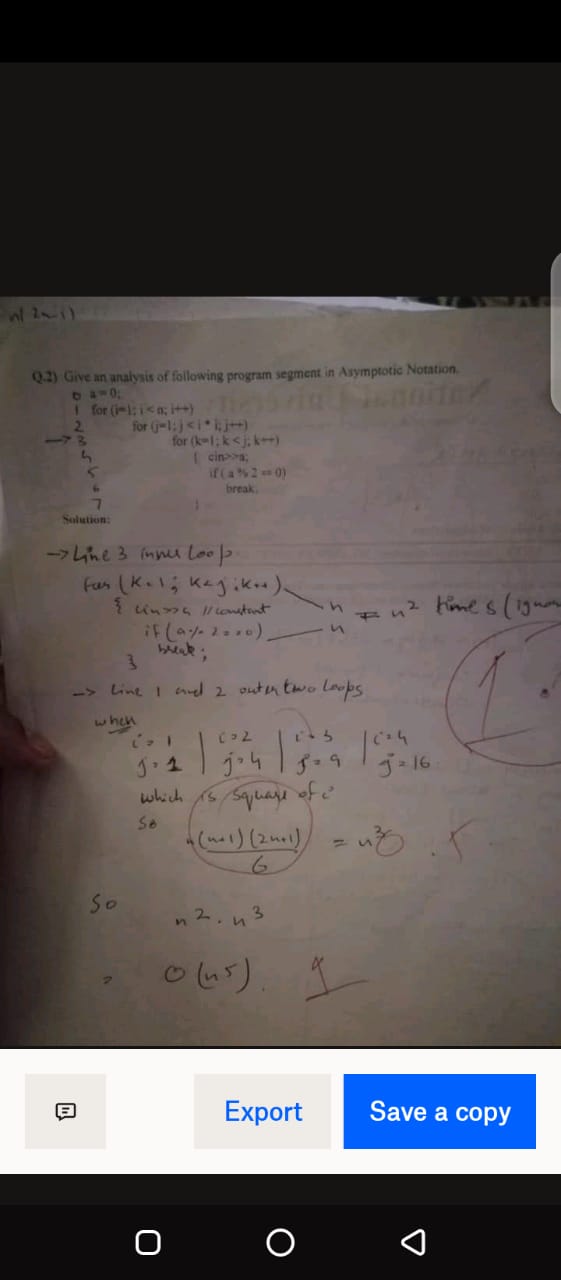 Q.2) Give an analysis of following program segment in Asymptotic Notation.
0 a=0;
1 for (i=1; i<n; i++)
2 for (j=1; j < i * i; j++)
→ 3 for (k=1; k < j; k++)
4 { cin>>a;
5 if ( a % 2 == 0)
6 break;
7 }
Solution:
→ Line 3 inner loop
for (K=1; K<j; K++)
{ cin>>a // constant
if (a % 2 == 0)
break;
}
n
n
= n² times
→ Line 1 and 2 outer two loops
when
i=1 | i=2 | i=3 | i=4
j=1 | j=4 | j=9 | j=16
which is square of i
so
(n+1)(2n+1)
6
= n³
So
n² . n³
= O(n5).
1
1
Export
Save a copy